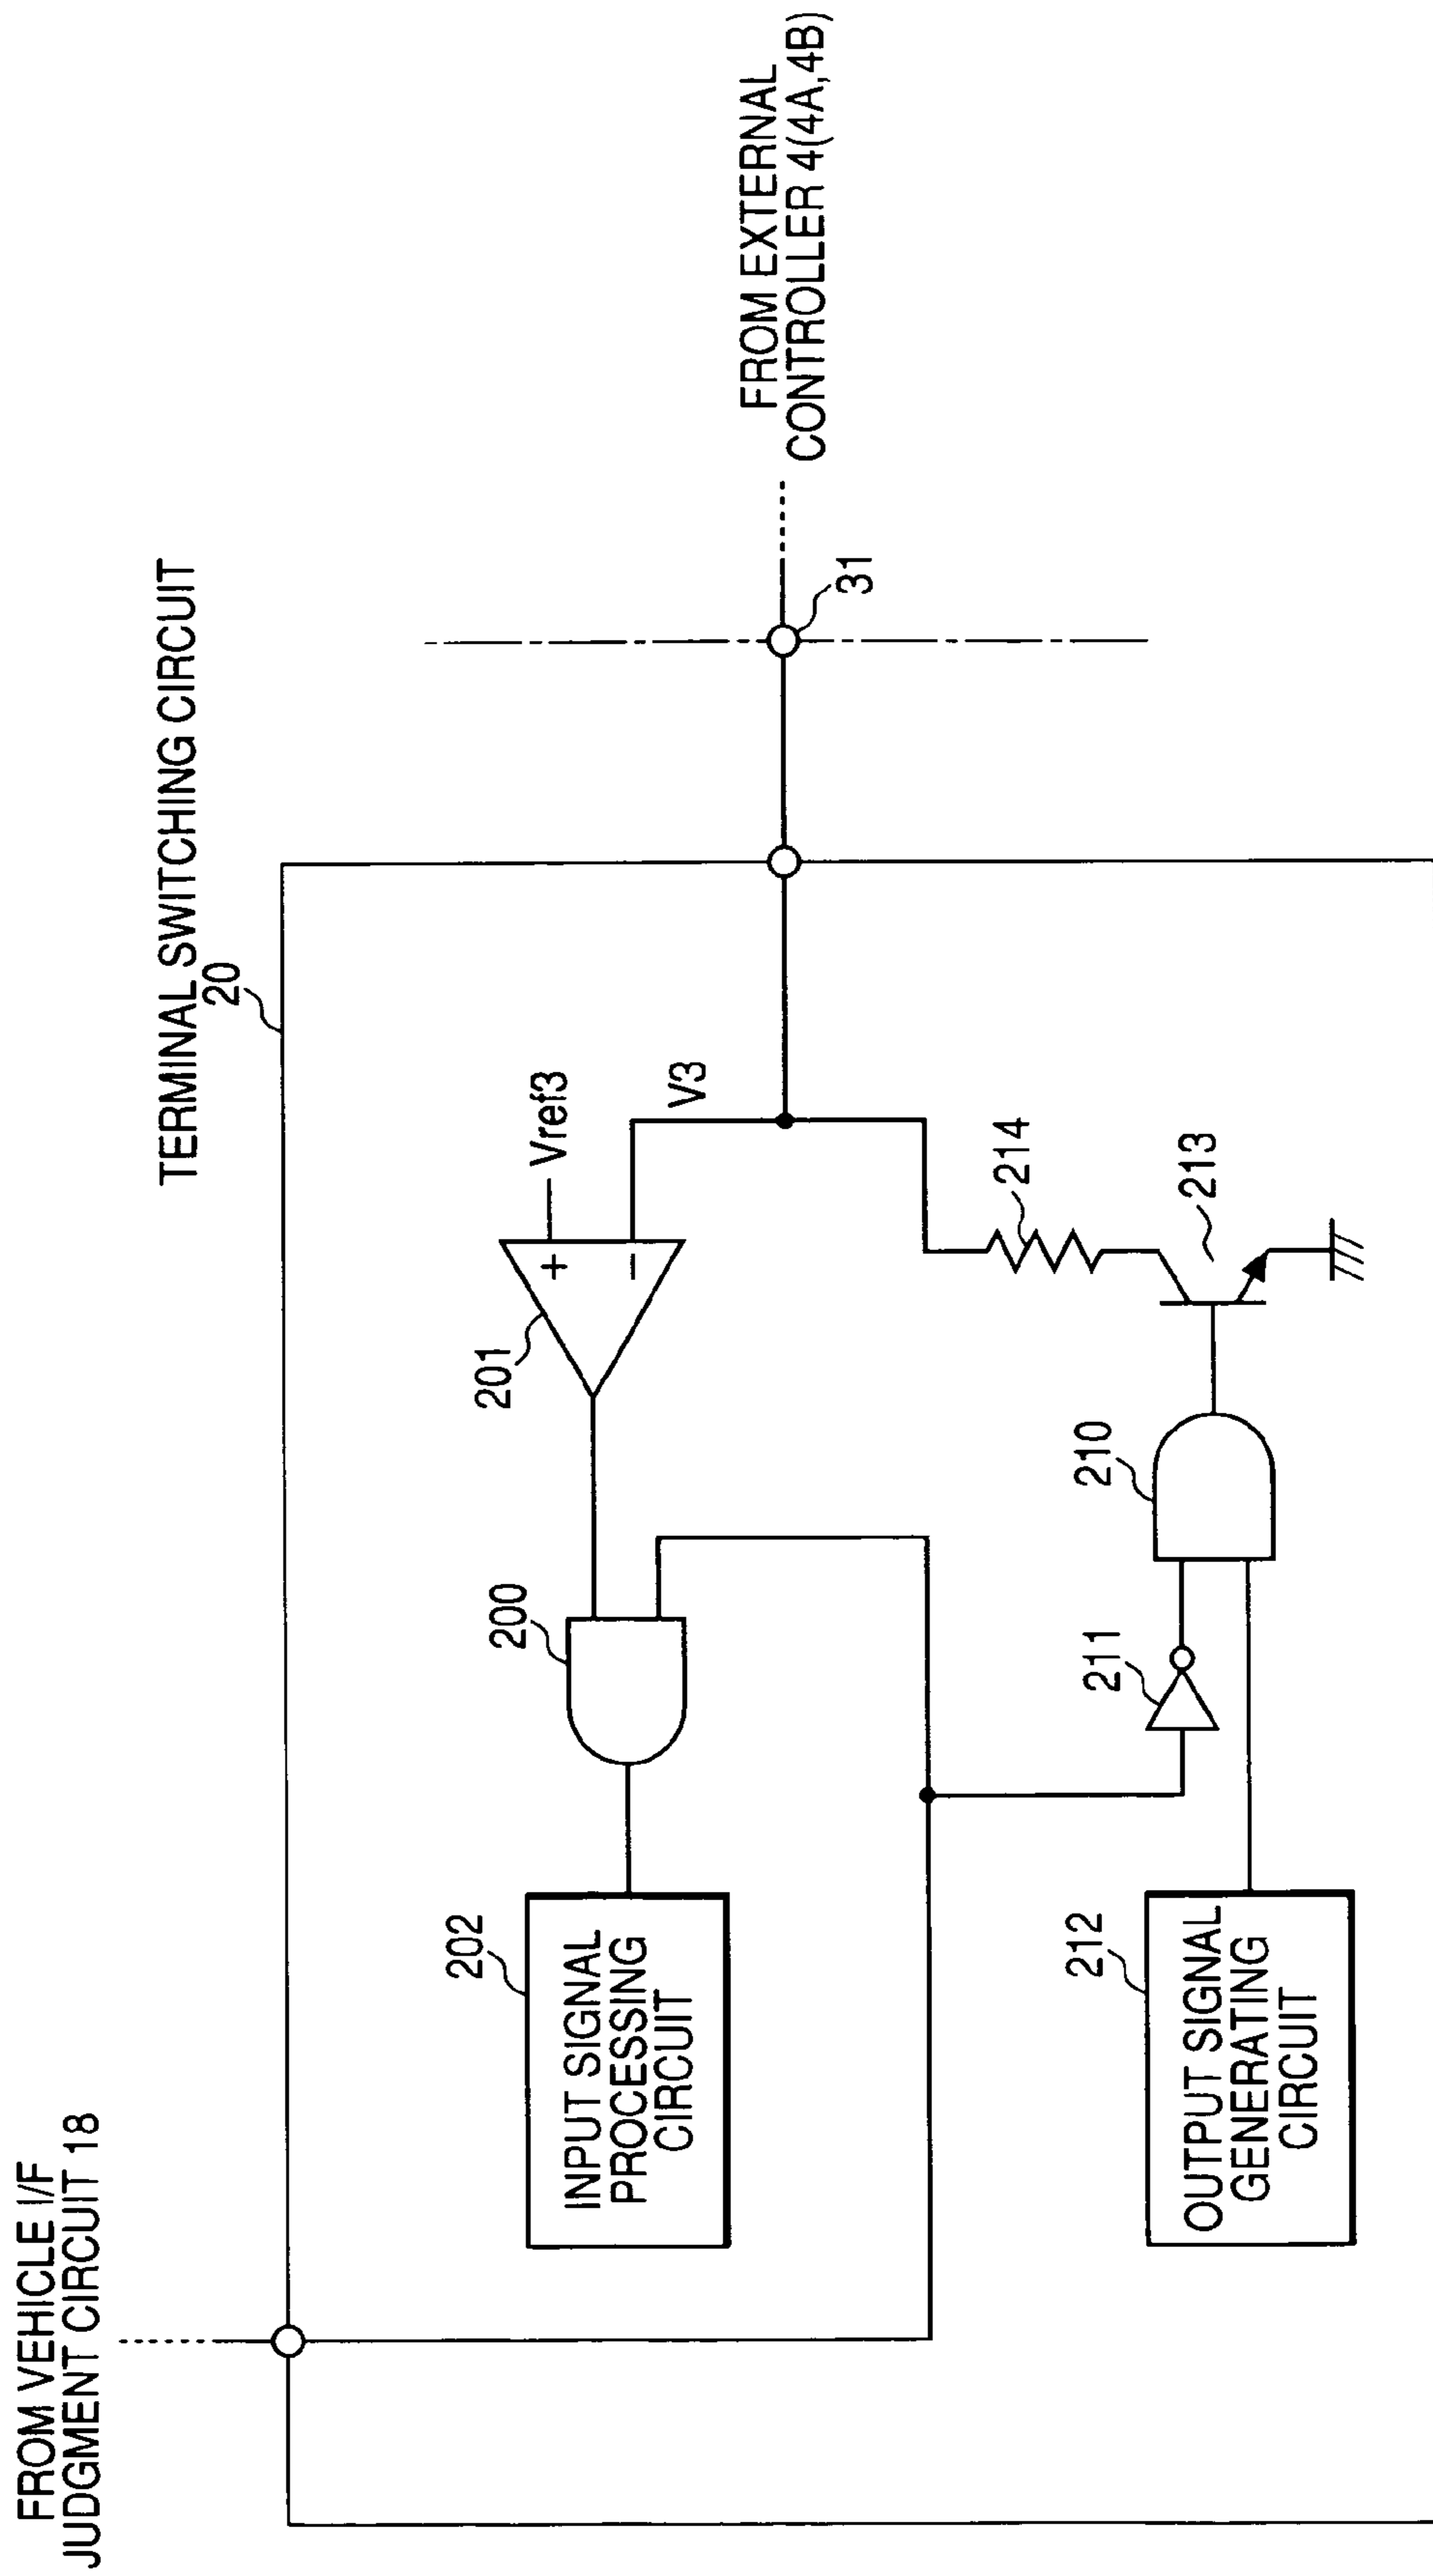 TERMINAL SWITCHING CIRCUIT
20
FROM VEHICLE I/F
JUDGMENT CIRCUIT 18
202
INPUT SIGNAL
PROCESSING
CIRCUIT
200
201
+
−
Vref3
V3
31
FROM EXTERNAL
CONTROLLER 4(4A,4B)
212
OUTPUT SIGNAL
GENERATING
CIRCUIT
211
210
214
213